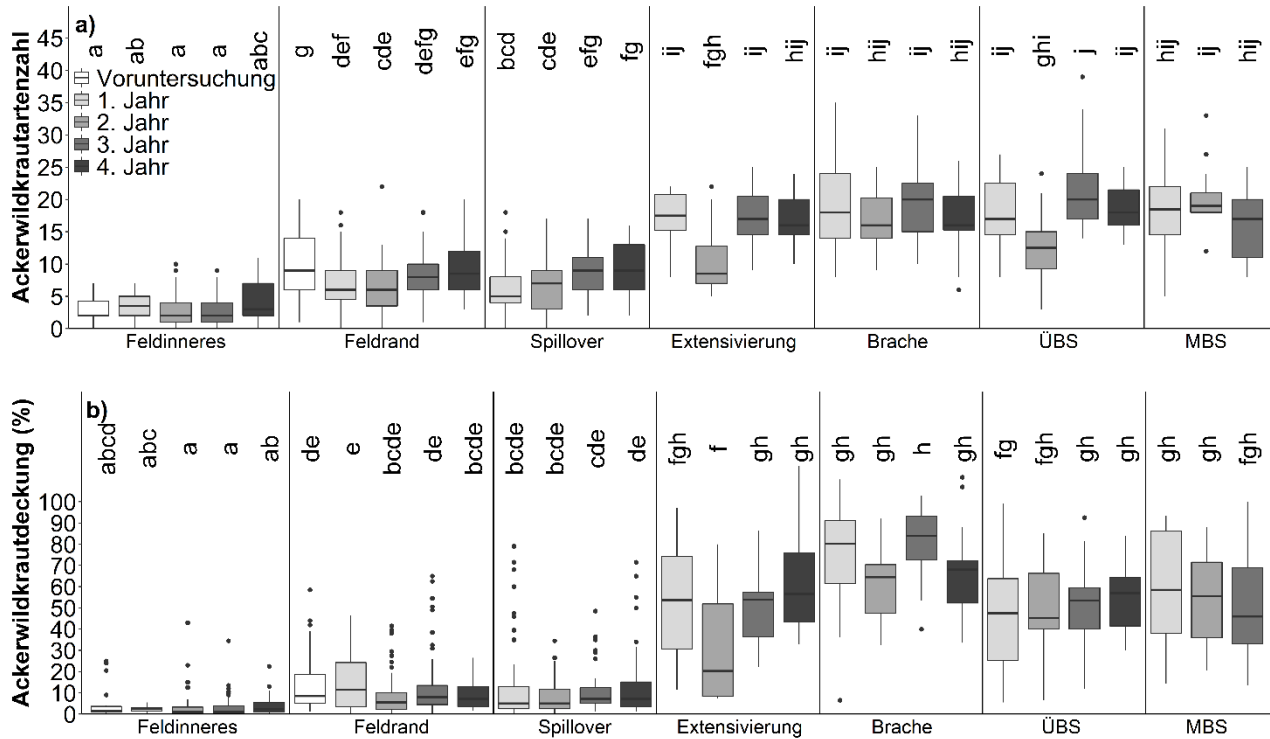 a)
Ackerwildkrautartenzahl
45
40
35
30
25
20
15
10
5
0
a ab a a abc g def cde defg efg bcd cde efg fg ij fgh ij hij ij hij ij hij ij ghi j ij hij ij hij
Voruntersuchung
1. Jahr
2. Jahr
3. Jahr
4. Jahr
Feldinneres Feldrand Spillover Extensivierung Brache ÜBS MBS
b)
Ackerwildkrautdeckung (%)
abcd abc a a ab de e bcde de bcde bcde bcde cde de fgh f gh gh gh gh h gh fg fgh gh gh gh gh fgh
100
90
80
70
60
50
40
30
20
10
0
Feldinneres Feldrand Spillover Extensivierung Brache ÜBS MBS